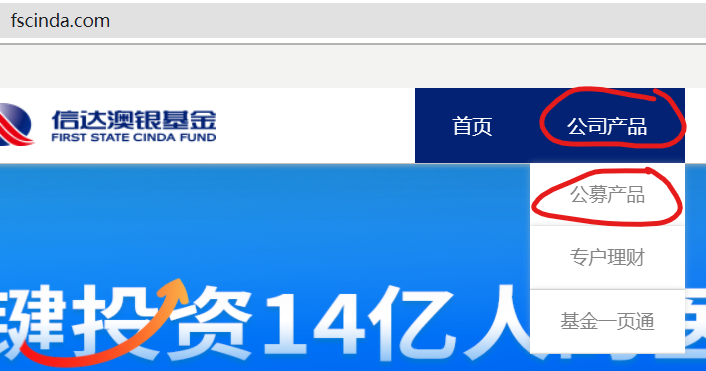 fscinda.com
信达澳银基金
FIRST STATE CINDA FUND
首页
公司产品
公募产品
专户理财
基金一页通
键投资14亿人